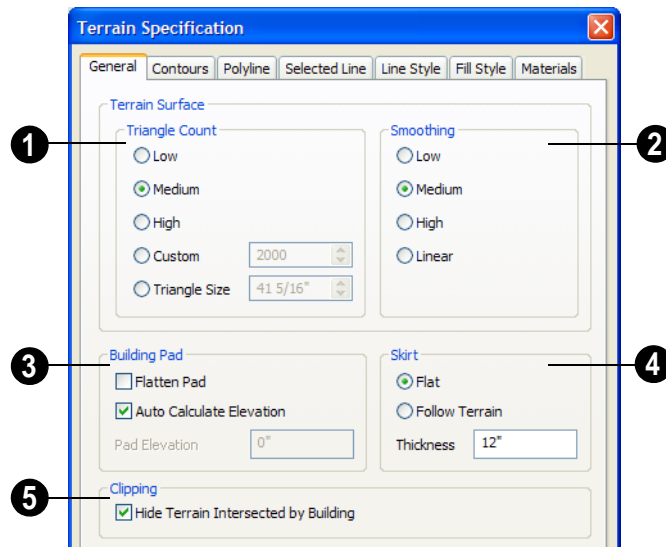 Terrain Specification
General Contours Polyline Selected Line Line Style Fill Style Materials
Terrain Surface
1 Triangle Count
Low
Medium
High
Custom 2000
Triangle Size 41 5/16"
Smoothing 2
Low
Medium
High
Linear
3 Building Pad
Flatten Pad
Auto Calculate Elevation
Pad Elevation 0"
Skirt 4
Flat
Follow Terrain
Thickness 12"
5 Clipping
Hide Terrain Intersected by Building